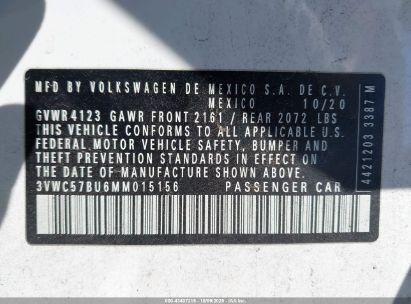 MFD BY VOLKSWAGEN DE MEXICO S.A. DE C.V.
MEXICO 10/20
GVWR 4123 GAWR FRONT 2161 / REAR 2072 LBS
THIS VEHICLE CONFORMS TO ALL APPLICABLE U.S.
FEDERAL MOTOR VEHICLE SAFETY, BUMPER AND
THEFT PREVENTION STANDARDS IN EFFECT ON THE
DATE OF MANUFACTURE SHOWN ABOVE.
3VWC57BU6MM015156 PASSENGER CAR
4421203 3387 M